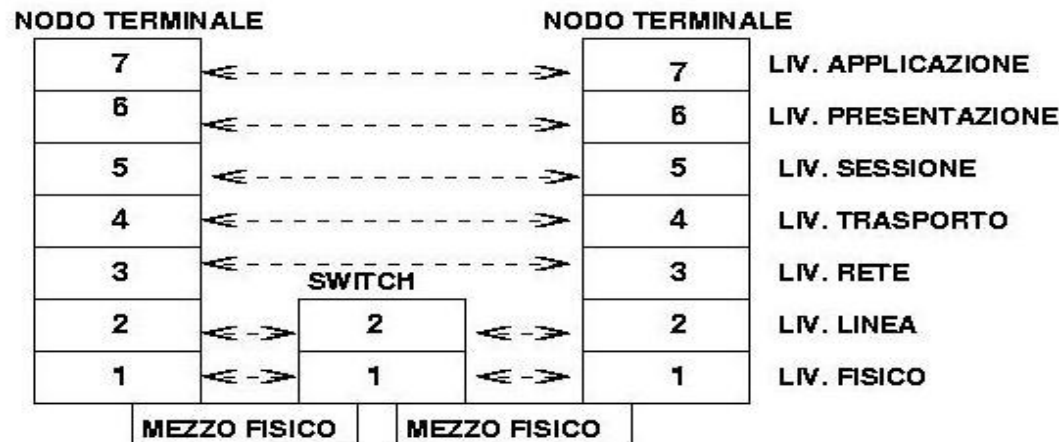 NODO TERMINALE NODO TERMINALE
7 7 LIV. APPLICAZIONE
6 6 LIV. PRESENTAZIONE
5 5 LIV. SESSIONE
4 4 LIV. TRASPORTO
3 3 LIV. RETE
SWITCH
2 2 2 LIV. LINEA
1 1 1 LIV. FISICO
MEZZO FISICO MEZZO FISICO